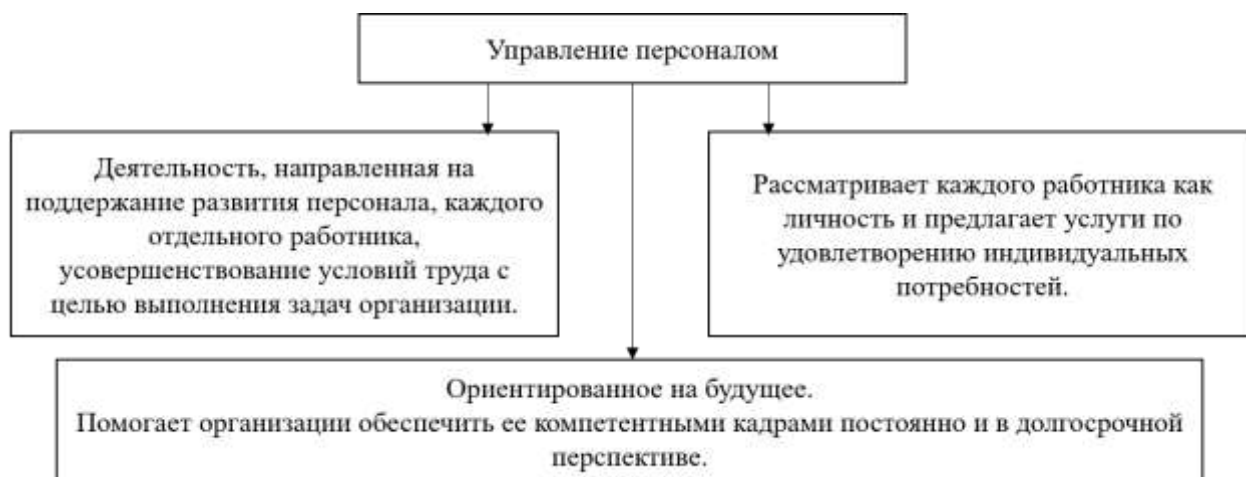 Управление персоналом
Деятельность, направленная на
поддержание развития персонала, каждого
отдельного работника,
усовершенствование условий труда с
целью выполнения задач организации.
Рассматривает каждого работника как
личность и предлагает услуги по
удовлетворению индивидуальных
потребностей.
Ориентированное на будущее.
Помогает организации обеспечить ее компетентными кадрами постоянно и в долгосрочной
перспективе.